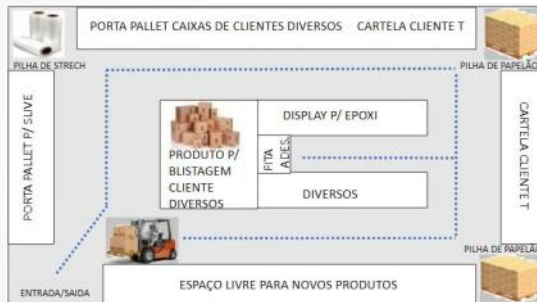 PORTA PALLET CAIXAS DE CLIENTES DIVERSOS CARTELA CLIENTE T
PILHA DE STRECH
PILHA DE PAPELÃO
PORTA PALLET P/ SLIVE
DISPLAY P/ EPOXI
PRODUTO P/
BLISTAGEM
CLIENTE
DIVERSOS
FITA
ADES.
DIVERSOS
CARTELA CLIENTE T
PILHA DE PAPELÃO
ENTRADA/SAIDA
ESPAÇO LIVRE PARA NOVOS PRODUTOS